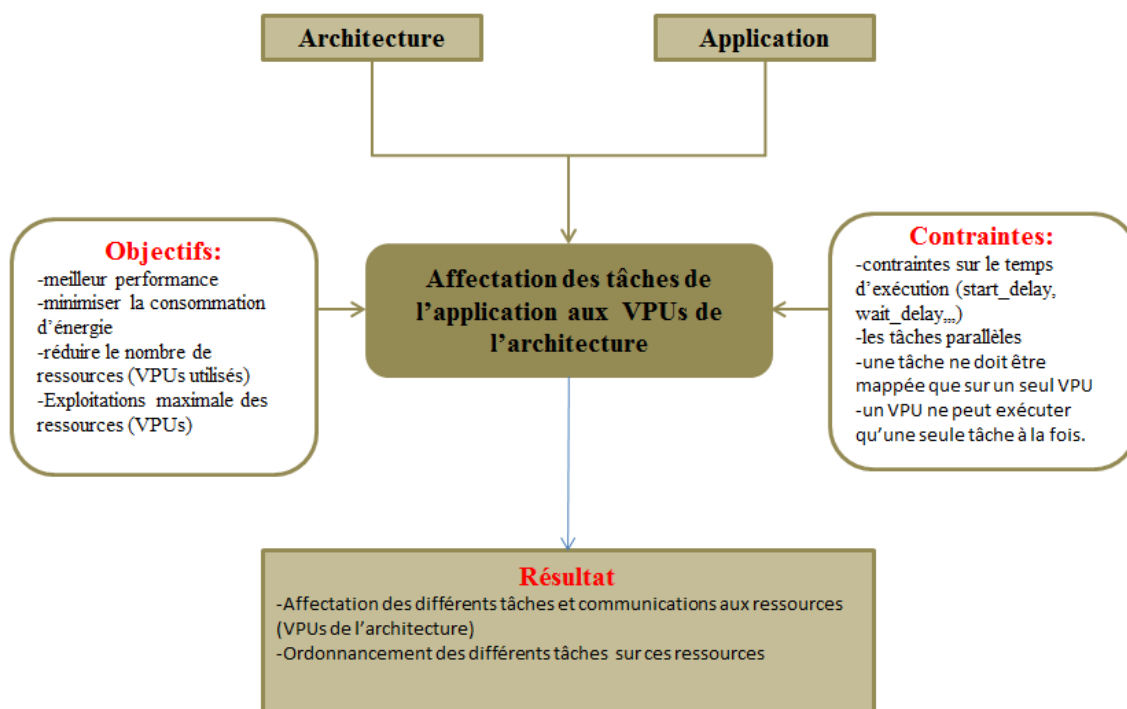 Architecture
Application
Objectifs:
-meilleur performance
-minimiser la consommation
d’énergie
-réduire le nombre de
ressources (VPUs utilisés)
-Exploitations maximale des
ressources (VPUs)
Affectation des tâches de
l’application aux VPUs de
l’architecture
Contraintes:
-contraintes sur le temps
d’exécution (start_delay,
wait_delay,,,,)
-les tâches parallèles
-une tâche ne doit être
mappée que sur un seul VPU
-un VPU ne peut exécuter
qu’une seule tâche à la fois.
Résultat
-Affectation des différents tâches et communications aux ressources
(VPUs de l’architecture)
-Ordonnancement des différents tâches sur ces ressources